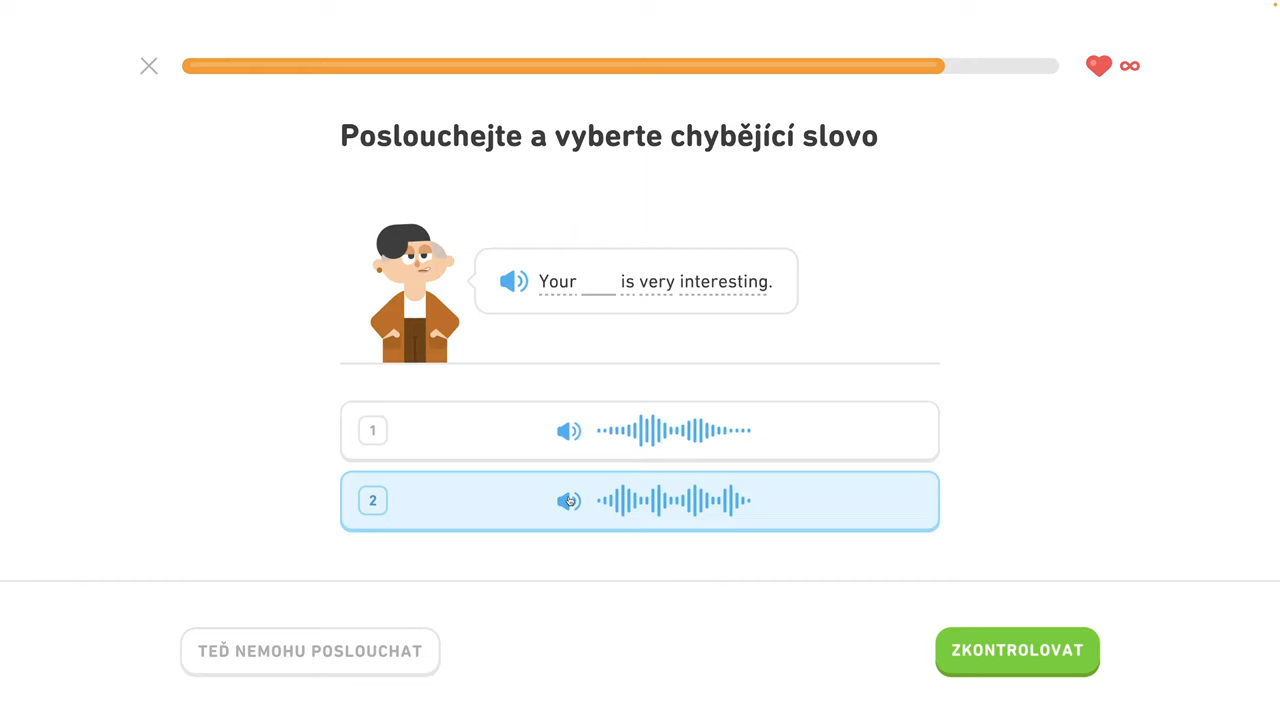 Poslouchejte a vyberte chybějící slovo
Your ____ is very interesting.
1
2
TEĎ NEMOHU POSLOUCHAT
ZKONTROLOVAT